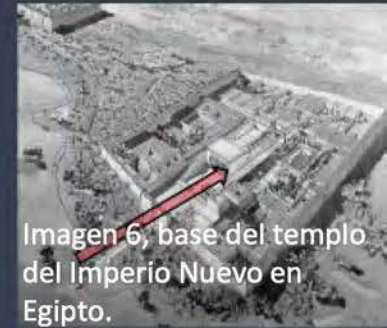 Imagen 6, base del templo
del Imperio Nuevo en
Egipto.